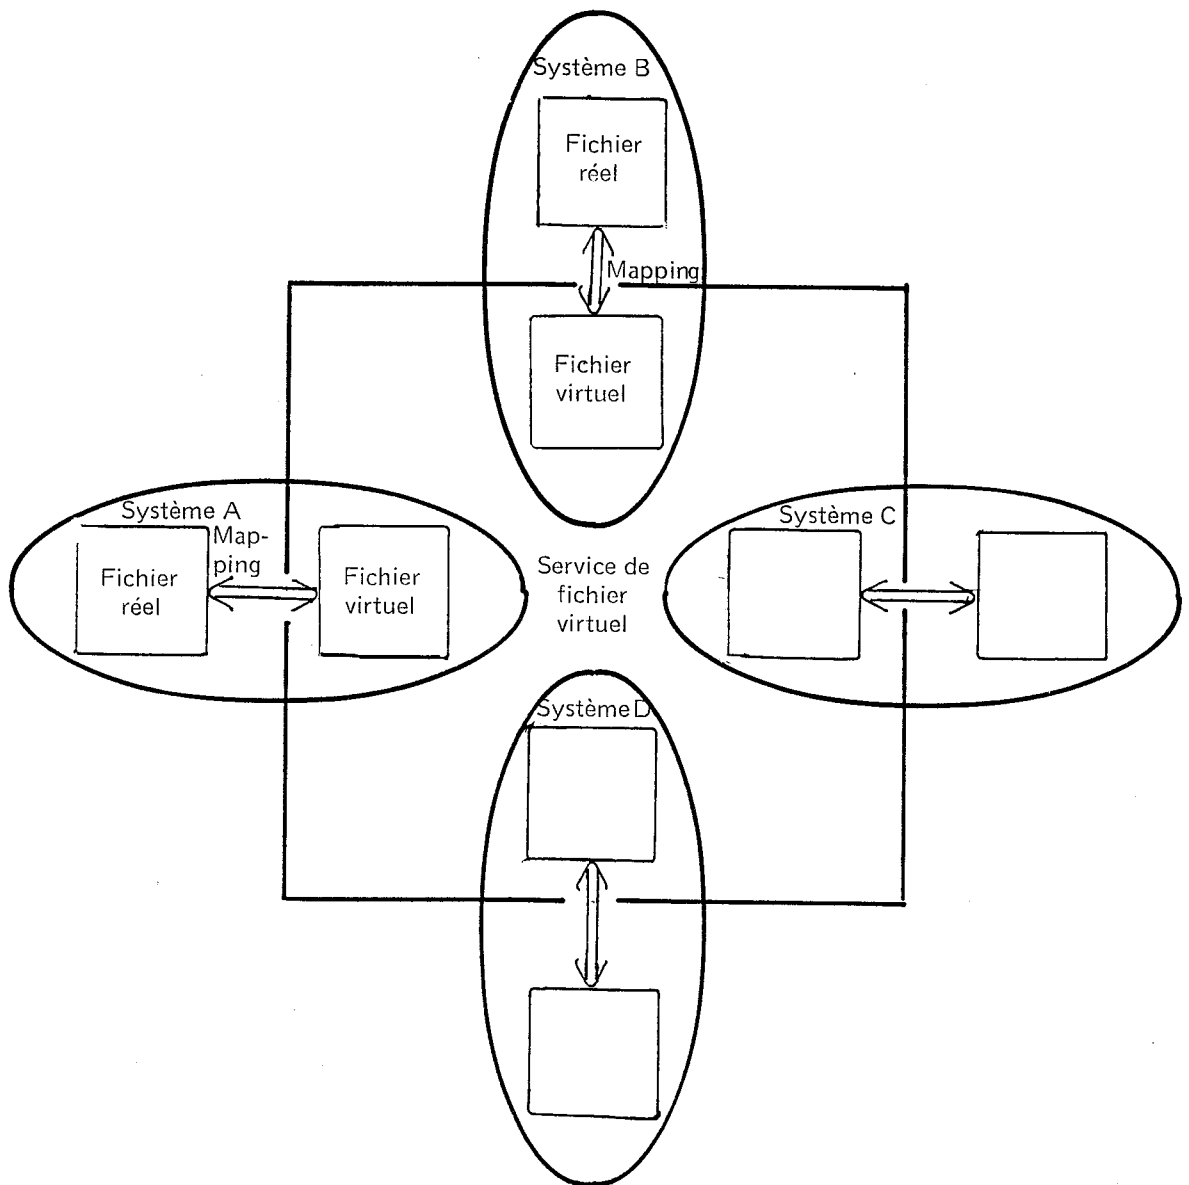 Système B
Fichier
réel
Mapping
Fichier
virtuel
Système A
Map-
ping
Fichier
réel
Fichier
virtuel
Service de
fichier
virtuel
Système C
Système D